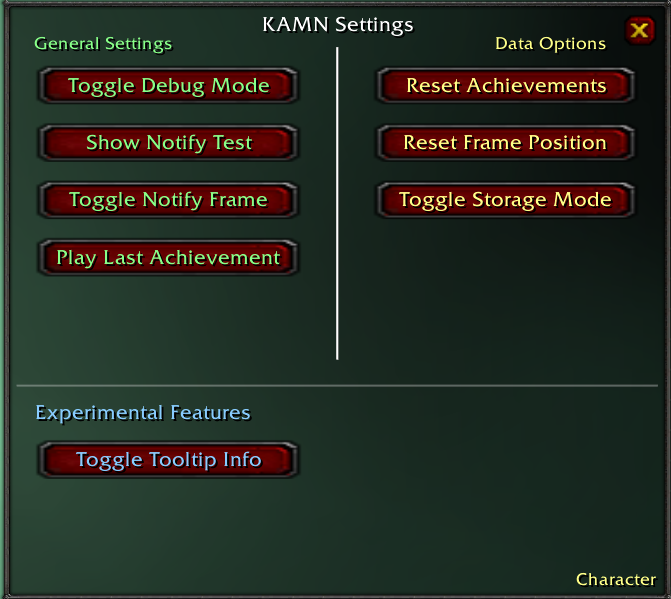 KAMN Settings
General Settings
Data Options
Toggle Debug Mode
Reset Achievements
Show Notify Test
Reset Frame Position
Toggle Notify Frame
Toggle Storage Mode
Play Last Achievement
Experimental Features
Toggle Tooltip Info
Character